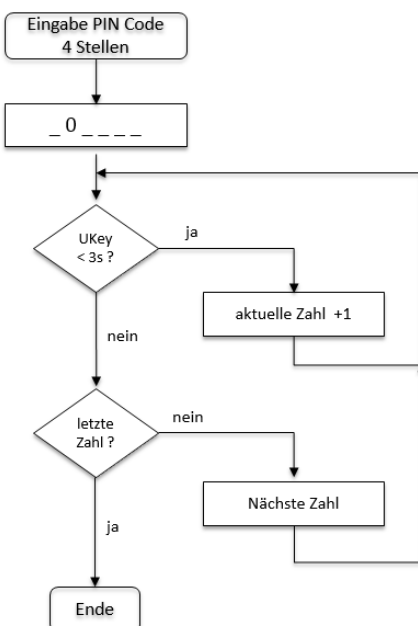 Eingabe PIN Code
4 Stellen
_ 0 _ _ _ _
UKey
< 3s ?
ja
aktuelle Zahl +1
nein
letzte
Zahl ?
nein
Nächste Zahl
ja
Ende